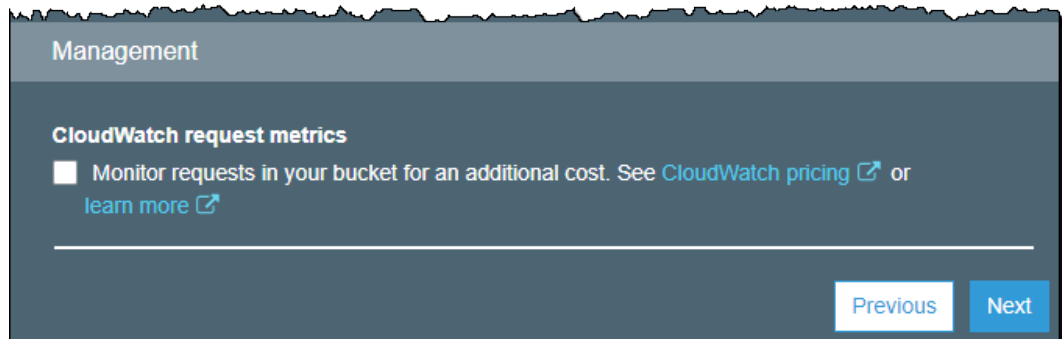 Management
CloudWatch request metrics
Monitor requests in your bucket for an additional cost. See CloudWatch pricing or
learn more
Previous Next